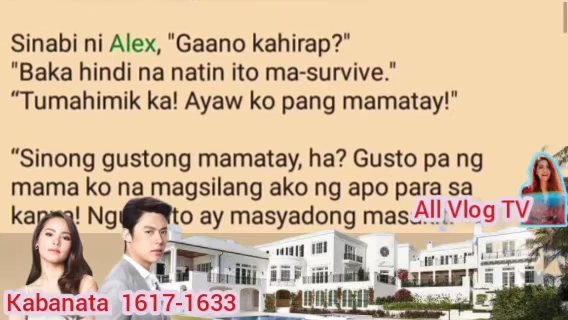 Sinabi ni Alex, "Gaano kahirap?"
"Baka hindi na natin ito ma-survive."
“Tumahimik ka! Ayaw ko pang mamatay!"
“Sinong gustong mamatay, ha? Gusto pa ng
mama ko na magsilang ako ng apo para sa
ay masyadong
All Vlog TV
Kabanata 1617-1633